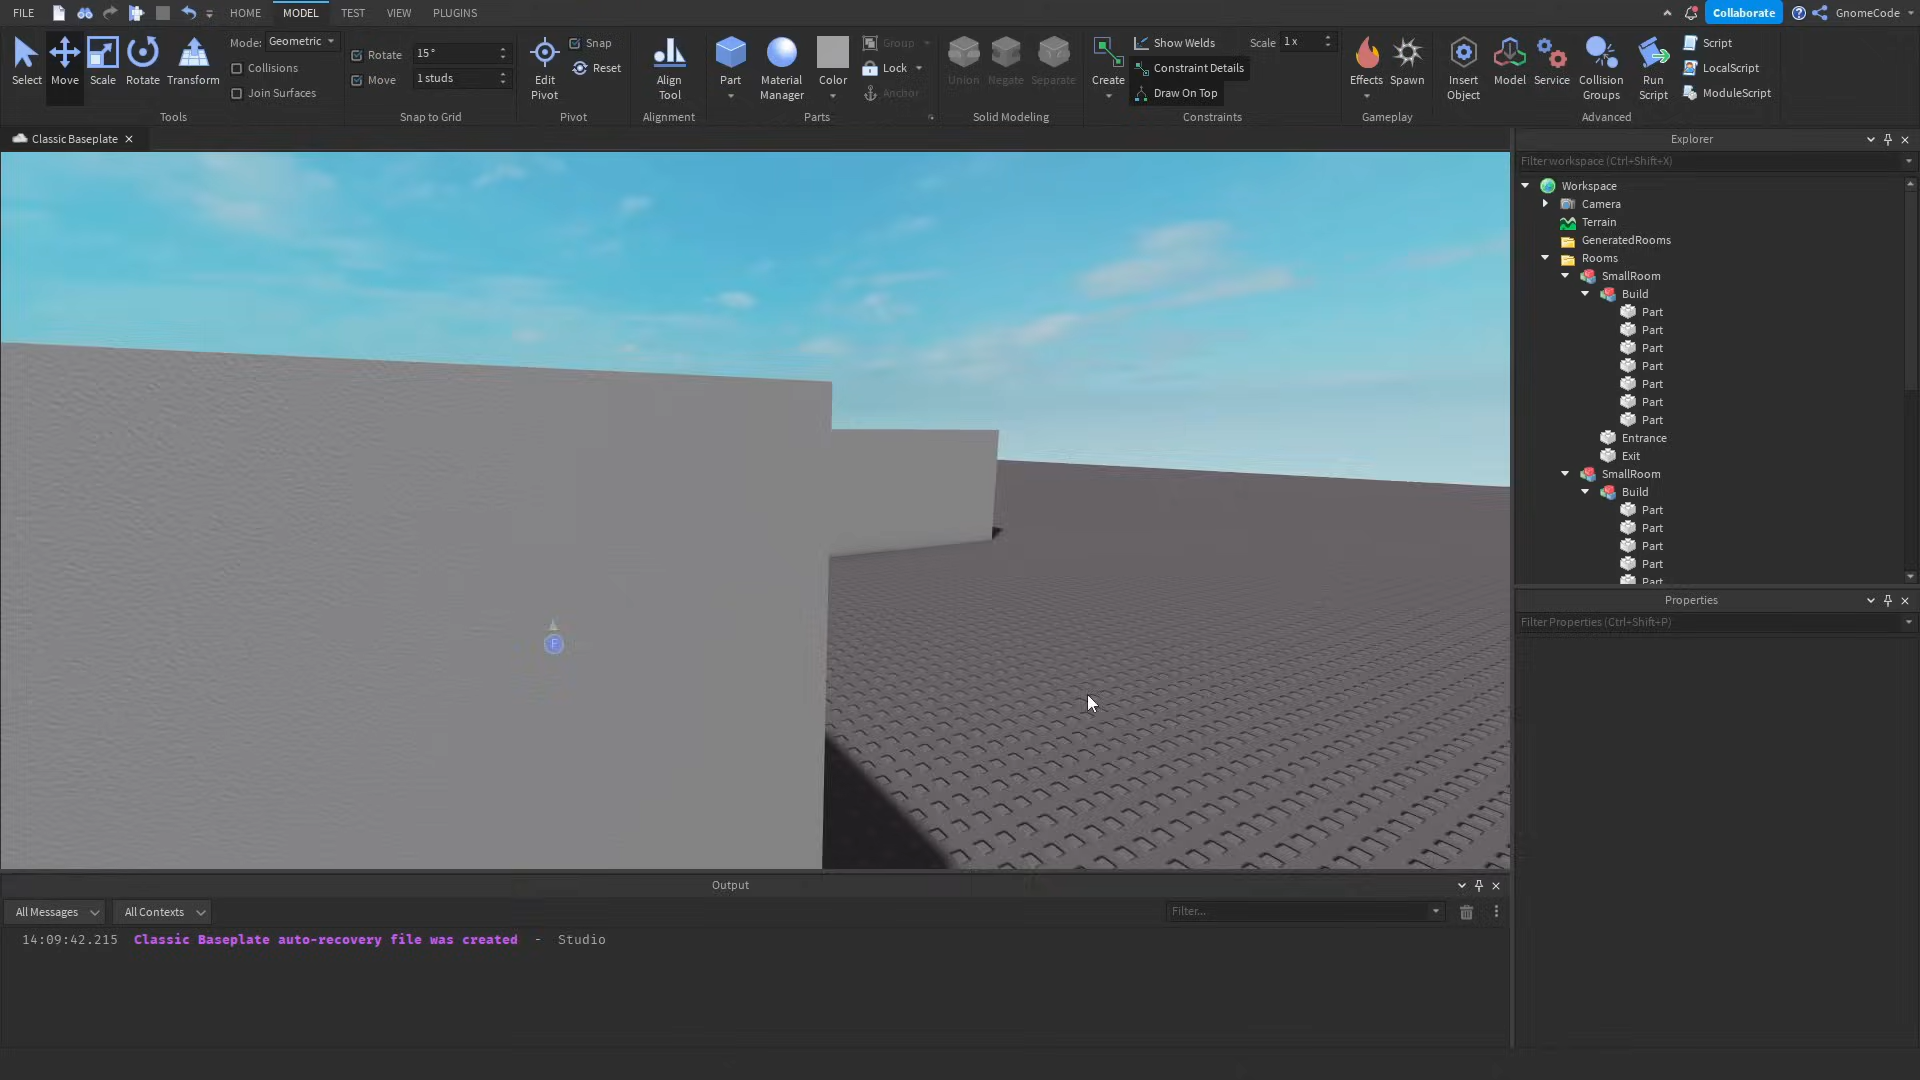 FILE
HOME
MODEL
TEST
VIEW
PLUGINS
Collaborate
GnomeCode
Select
Move
Scale
Rotate
Transform
Mode: Geometric
Collisions
Join Surfaces
Tools
Rotate 15°
Move 1 studs
Snap to Grid
Edit
Pivot
Snap
Reset
Pivot
Align
Tool
Alignment
Part
Material
Manager
Color
Group
Lock
Anchor
Parts
Union
Negate
Separate
Solid Modeling
Create
Show Welds
Scale 1 x
Constraint Details
Draw On Top
Constraints
Effects
Spawn
Gameplay
Insert
Object
Model
Service
Collision
Groups
Run
Script
Script
LocalScript
ModuleScript
Advanced
Classic Baseplate
F
Explorer
Filter workspace (Ctrl+Shift+X)
Workspace
Camera
Terrain
GeneratedRooms
Rooms
SmallRoom
Build
Part
Part
Part
Part
Part
Part
Part
Entrance
Exit
SmallRoom
Build
Part
Part
Part
Part
Part
Properties
Filter Properties (Ctrl+Shift+P)
Output
All Messages
All Contexts
Filter...
14:09:42.215 Classic Baseplate auto-recovery file was created - Studio